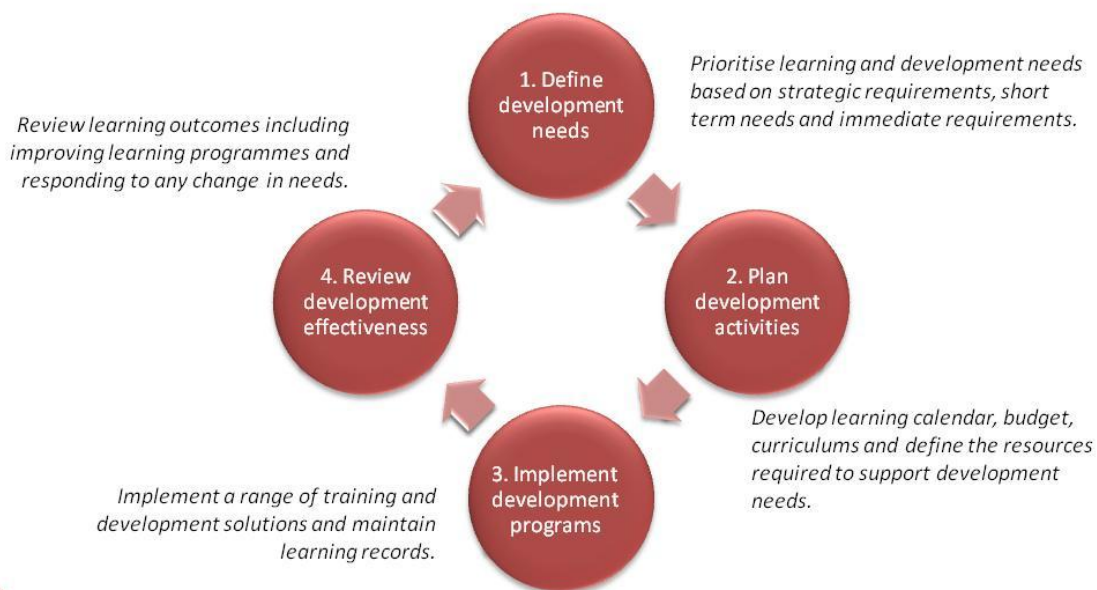 1. Define
development
needs
Prioritise learning and development needs
based on strategic requirements, short
term needs and immediate requirements.
2. Plan
development
activities
Develop learning calendar, budget,
curriculums and define the resources
required to support development
needs.
3. Implement
development
programs
Implement a range of training and
development solutions and maintain
learning records.
4. Review
development
effectiveness
Review learning outcomes including
improving learning programmes and
responding to any change in needs.